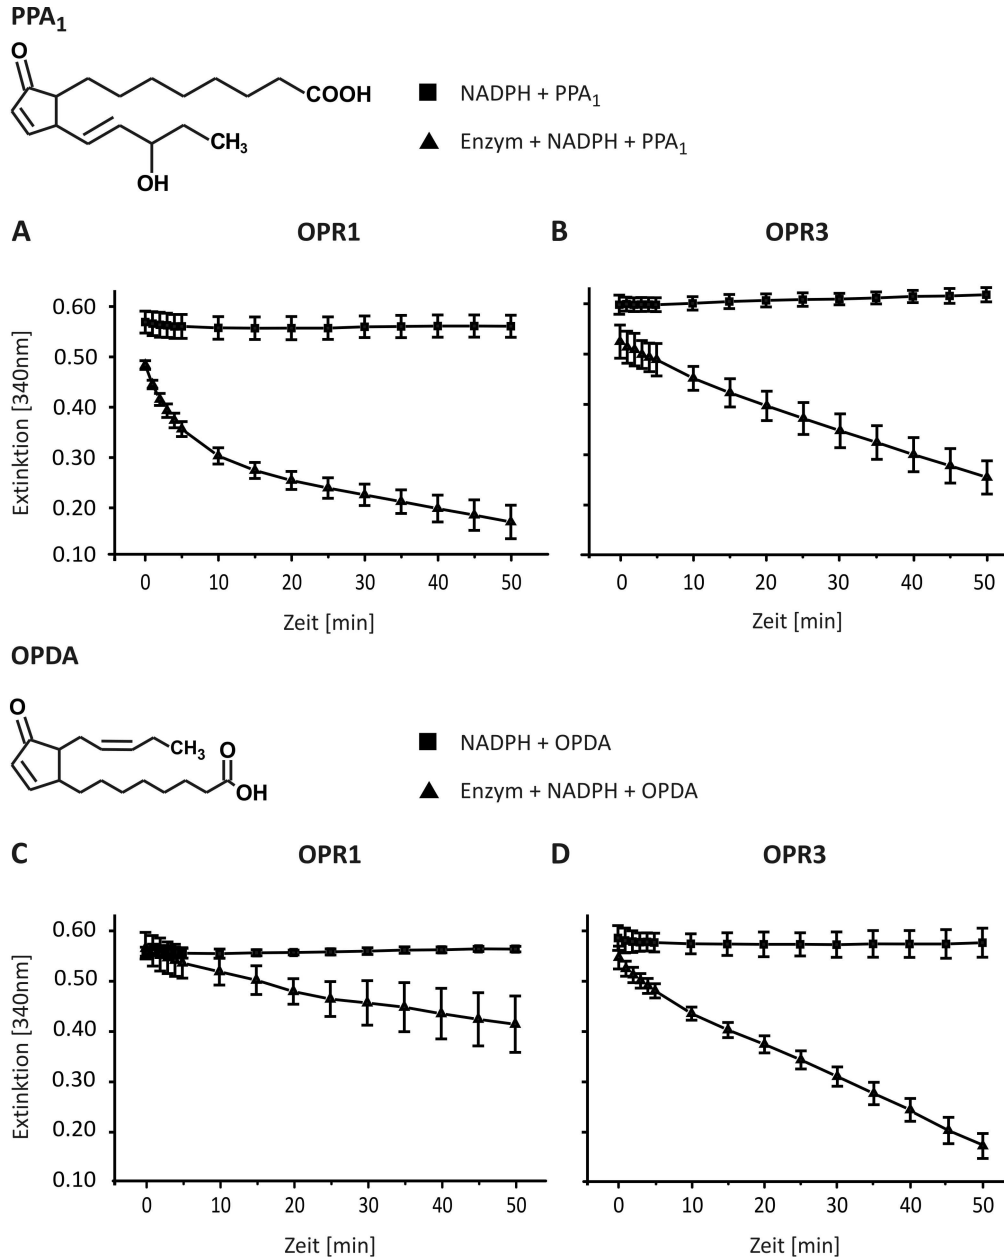 PPA1
O
COOH
CH3
OH
NADPH + PPA1
Enzym + NADPH + PPA1
A OPR1
B OPR3
Extinktion [340nm]
0.60
0.50
0.40
0.30
0.20
0.10
0 10 20 30 40 50
0 10 20 30 40 50
Zeit [min]
Zeit [min]
OPDA
O
CH3
O
OH
NADPH + OPDA
Enzym + NADPH + OPDA
C OPR1
D OPR3
Extinktion [340nm]
0.60
0.50
0.40
0.30
0.20
0.10
0 10 20 30 40 50
0 10 20 30 40 50
Zeit [min]
Zeit [min]